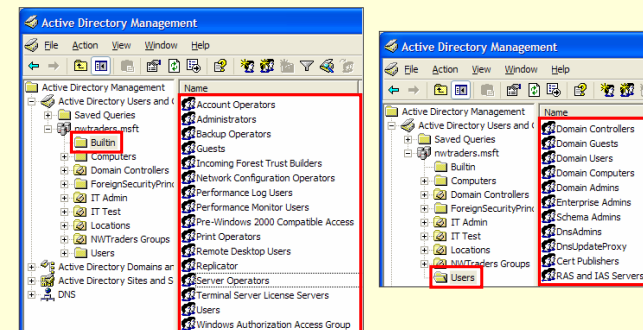 Active Directory Management
File Action View Window Help
Active Directory Management
Active Directory Users and C
Saved Queries
nwtraders.msft
Builtin
Computers
Domain Controllers
ForeignSecurityPrinc
IT Admin
IT Test
Locations
NWTraders Groups
Users
Active Directory Domains an
Active Directory Sites and S
DNS
Name
Account Operators
Administrators
Backup Operators
Guests
Incoming Forest Trust Builders
Network Configuration Operators
Performance Log Users
Performance Monitor Users
Pre-Windows 2000 Compatible Access
Print Operators
Remote Desktop Users
Replicator
Server Operators
Terminal Server License Servers
Users
Windows Authorization Access Group
Active Directory Management
File Action View Window Help
Active Directory Management
Active Directory Users and C
Saved Queries
nwtraders.msft
Builtin
Computers
Domain Controllers
ForeignSecurityPrinc
IT Admin
IT Test
Locations
NWTraders Groups
Users
Name
Domain Controllers
Domain Guests
Domain Users
Domain Computers
Domain Admins
Enterprise Admins
Schema Admins
DnsAdmins
DnsUpdateProxy
Cert Publishers
RAS and IAS Servers